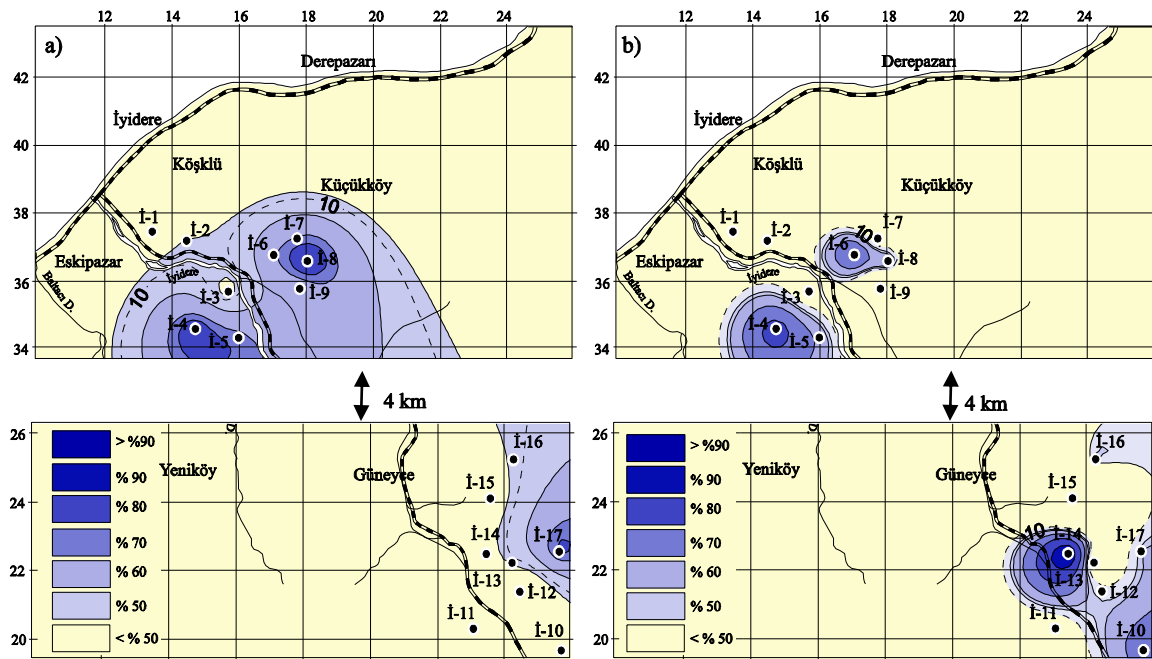 12 14 16 18 20 22 24
a)
Derepazarı
42
İyidere
40
Köşklü
Küçükköy
38
10
İ-1
İ-2
İ-7
İ-6
İ-8
Eskipazar
İyidere
36
Baltacı D.
10
İ-3
İ-9
İ-4
İ-5
34
12 14 16 20 22 24
b)
Derepazarı
42
İyidere
40
Köşklü
Küçükköy
38
İ-1
İ-2
İ-7
10
İ-6
İ-8
Eskipazar
İyidere
36
Baltacı D.
İ-3
İ-9
İ-4
İ-5
34
4 km
4 km
26
> %90
% 90
% 80
% 70
% 60
% 50
< % 50
Yeniköy
D.
Güneyce
İ-16
24
İ-15
İ-14
İ-17
22
İ-13
İ-12
İ-11
İ-10
20
26
> %90
% 90
% 80
% 70
% 60
% 50
< % 50
Yeniköy
D.
Güneyce
İ-16
24
İ-15
10
İ-14
İ-17
22
İ-13
İ-12
İ-11
İ-10
20